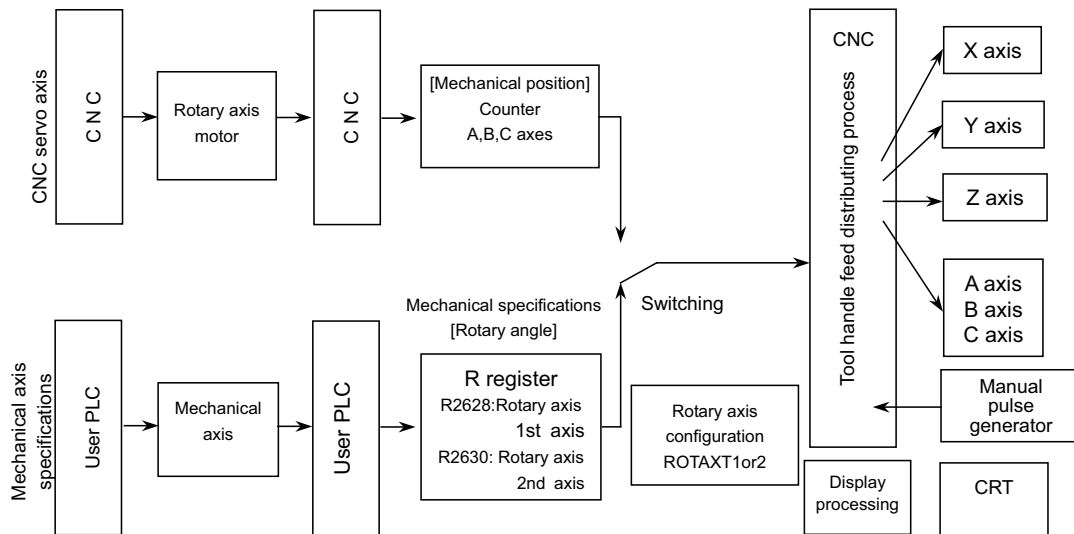 CNC servo axis
C N C
Rotary axis
motor
C N C
[Mechanical position]
Counter
A,B,C axes
CNC
Tool handle feed distributing process
X axis
Y axis
Z axis
A axis
B axis
C axis
Switching
Mechanical axis
specifications
User PLC
Mechanical
axis
User PLC
Mechanical specifications
[Rotary angle]
R register
R2628:Rotary axis
1st axis
R2630: Rotary axis
2nd axis
Rotary axis
configuration
ROTAXT1or2
Manual
pulse
generator
Display
processing
CRT